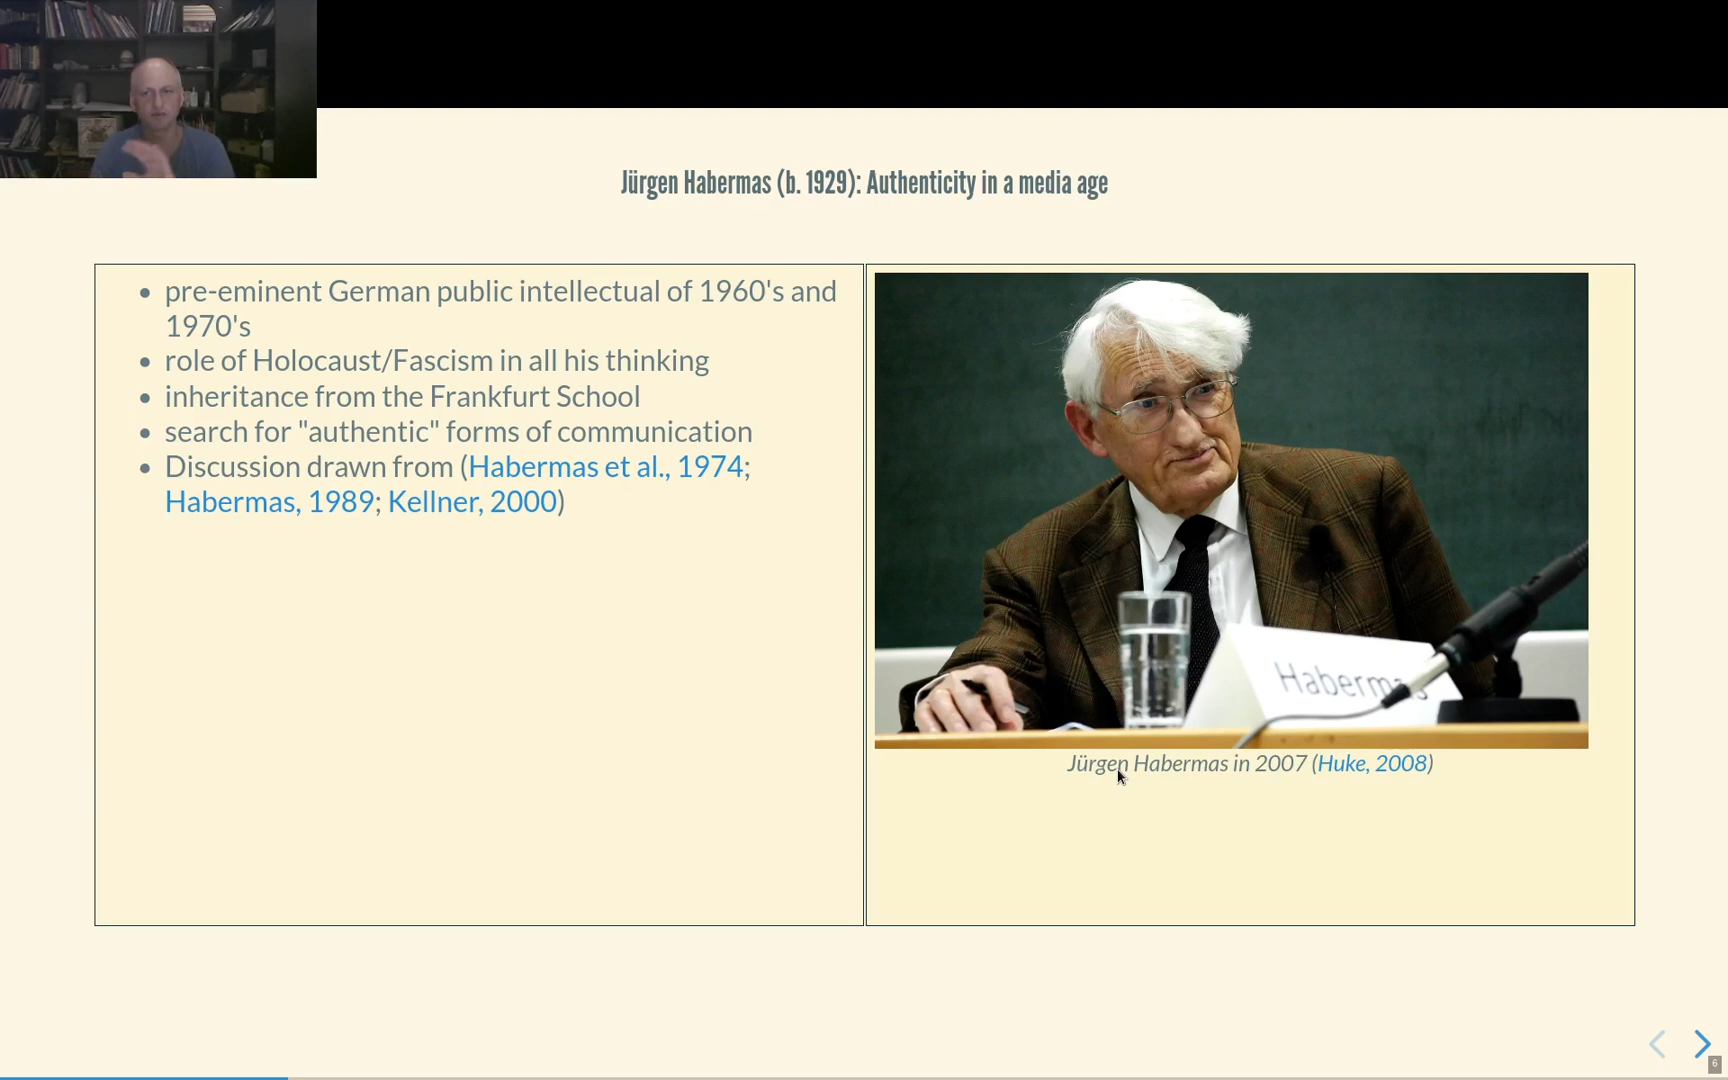 Jürgen Habermas (b. 1929): Authenticity in a media age
pre-eminent German public intellectual of 1960's and
1970's
role of Holocaust/Fascism in all his thinking
inheritance from the Frankfurt School
search for "authentic" forms of communication
Discussion drawn from (Habermas et al., 1974;
Habermas, 1989; Kellner, 2000)
Habermas
Jürgen Habermas in 2007 (Huke, 2008)
6